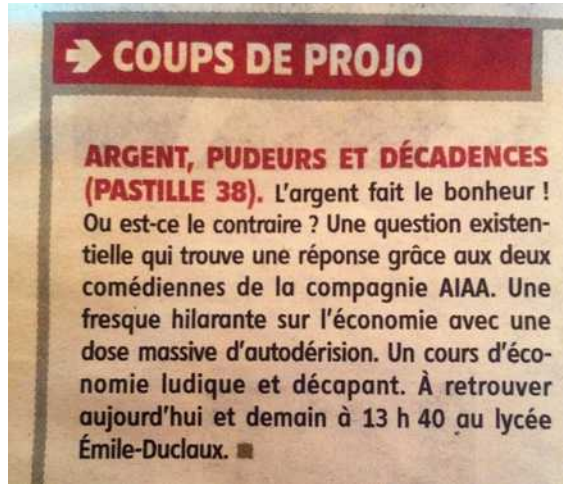 COUPS DE PROJO
ARGENT, PUDEURS ET DÉCADENCES
(PASTILLE 38). L'argent fait le bonheur !
Ou est-ce le contraire ? Une question existen-
tielle qui trouve une réponse grâce aux deux
comédiennes de la compagnie AIAA. Une
fresque hilarante sur l'économie avec une
dose massive d'autodérision. Un cours d'éco-
nomie ludique et décapant. À retrouver
aujourd'hui et demain à 13 h 40 au lycée
Émile-Duclaux.